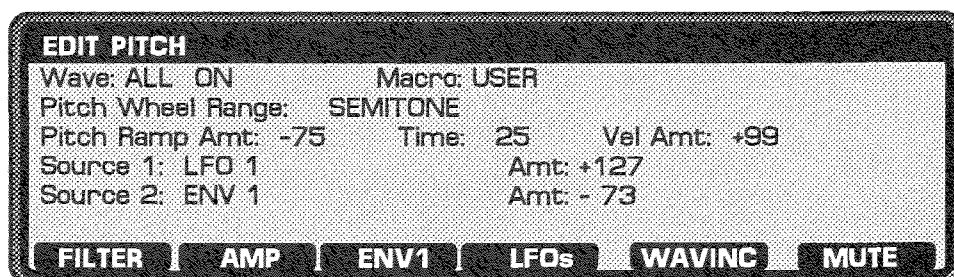 EDIT PITCH
Wave: ALL ON Macro: USER
Pitch Wheel Range: SEMITONE
Pitch Ramp Amt: -75 Time: 25 Vel Amt: +99
Source 1: LFO 1 Amt: +127
Source 2: ENV 1 Amt: - 73
FILTER AMP ENV1 LFOs WAVINC MUTE